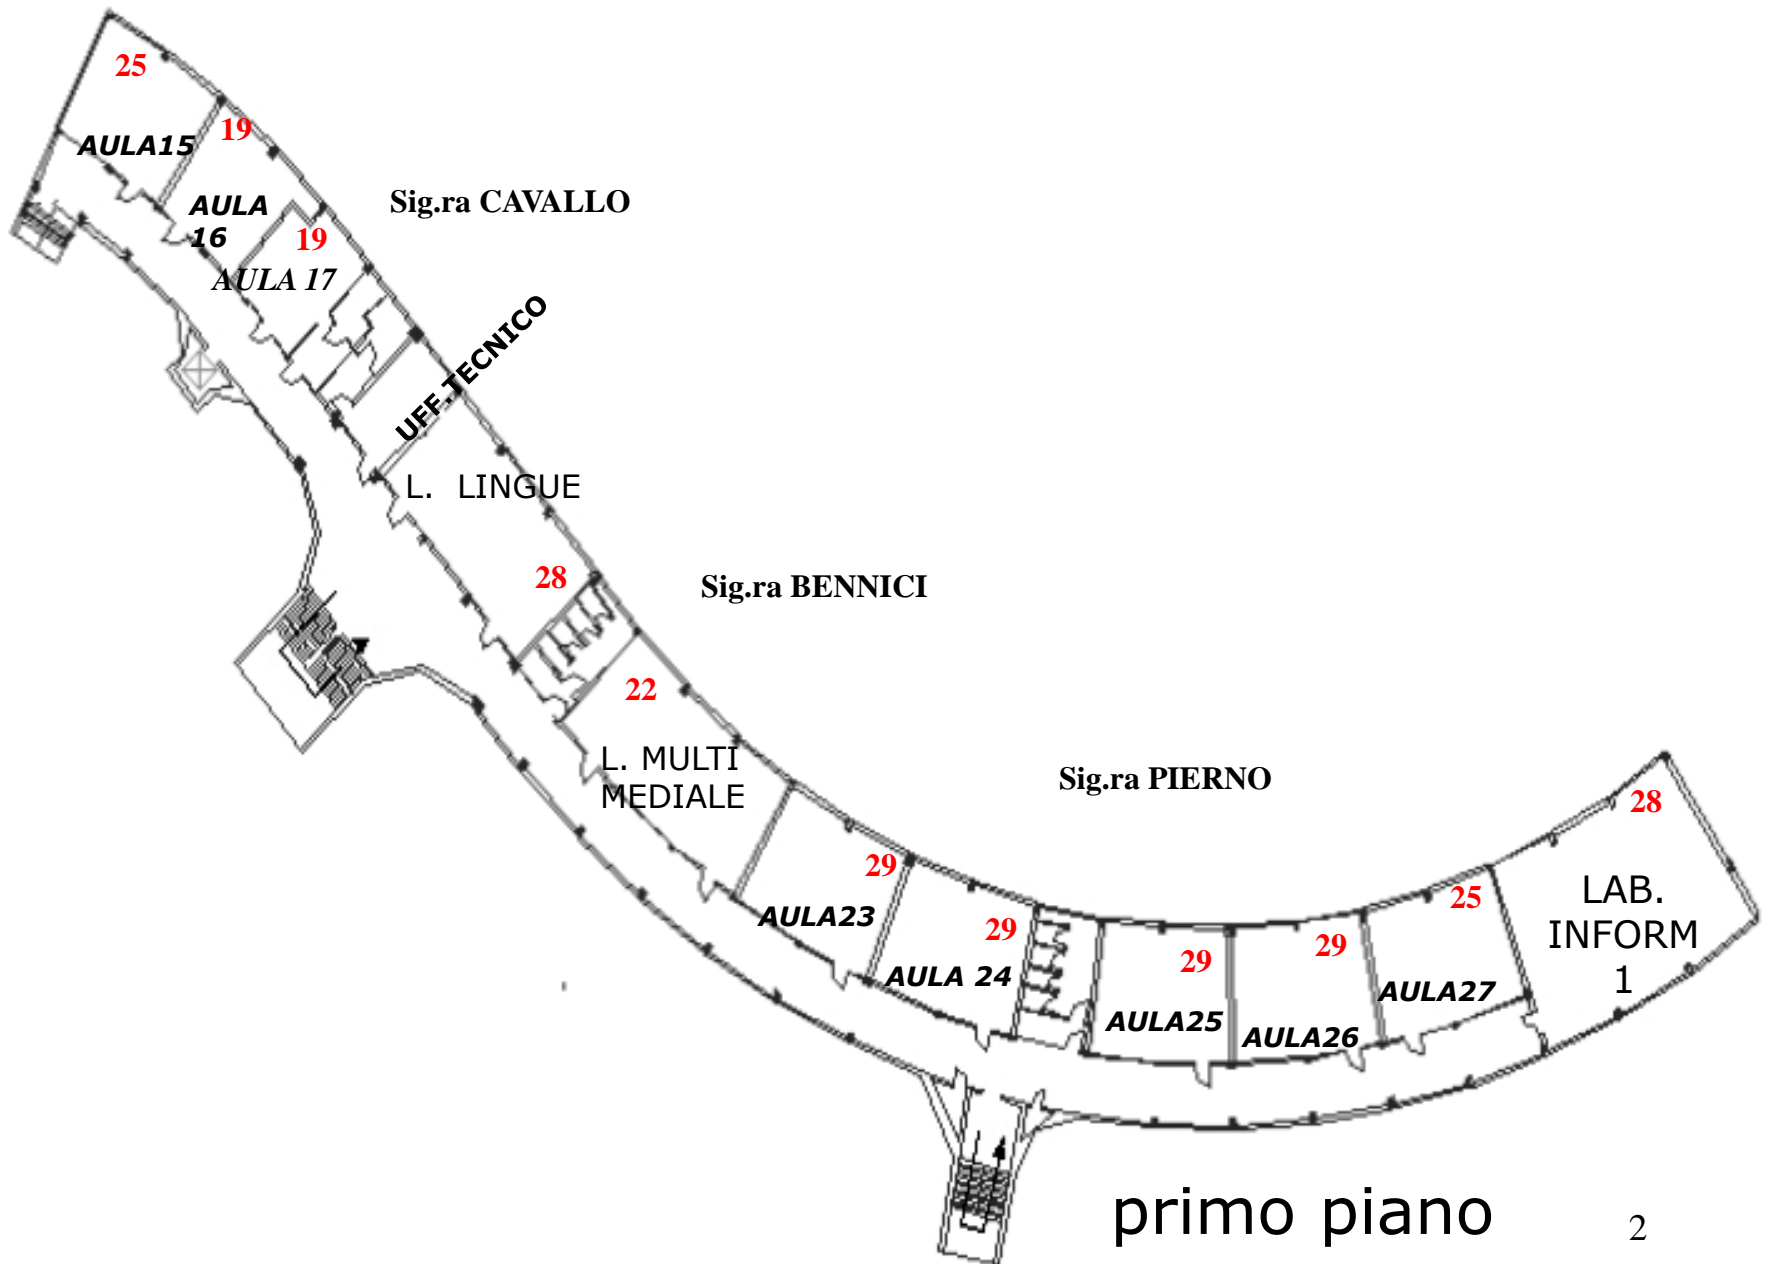 25
AULA15
19
AULA
16
Sig.ra CAVALLO
19
AULA 17
UFF.TECNICO
L. LINGUE
28
Sig.ra BENNICI
22
L. MULTI
MEDIALE
Sig.ra PIERNO
29
AULA23
29
AULA 24
29
AULA25
29
AULA26
25
AULA27
28
LAB.
INFORM
1
primo piano
2